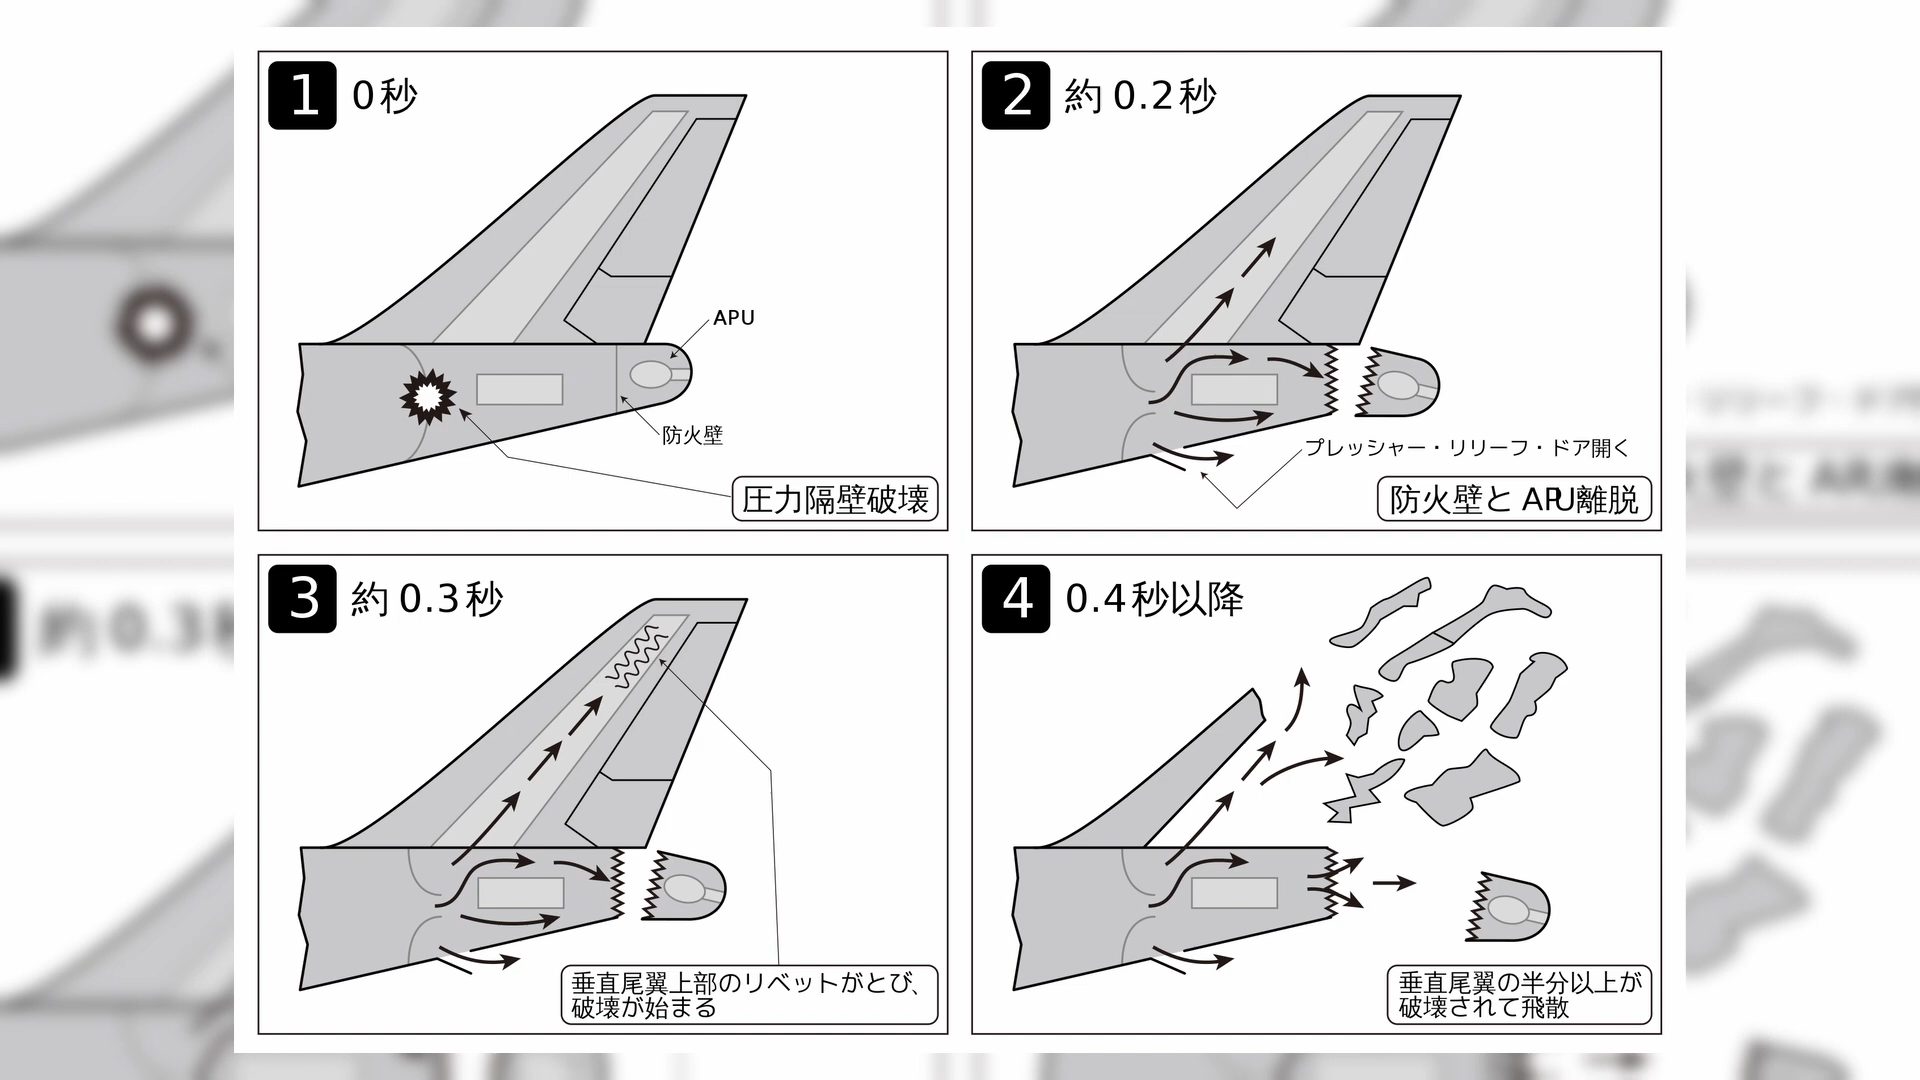 1 0秒
APU
防火壁
圧力隔壁破壊
2 約 0.2秒
プレッシャー・リリーフ・ドア開く
防火壁と APU離脱
3 約 0.3秒
垂直尾翼上部のリベットがとび、
破壊が始まる
4 0.4秒以降
垂直尾翼の半分以上が
破壊されて飛散